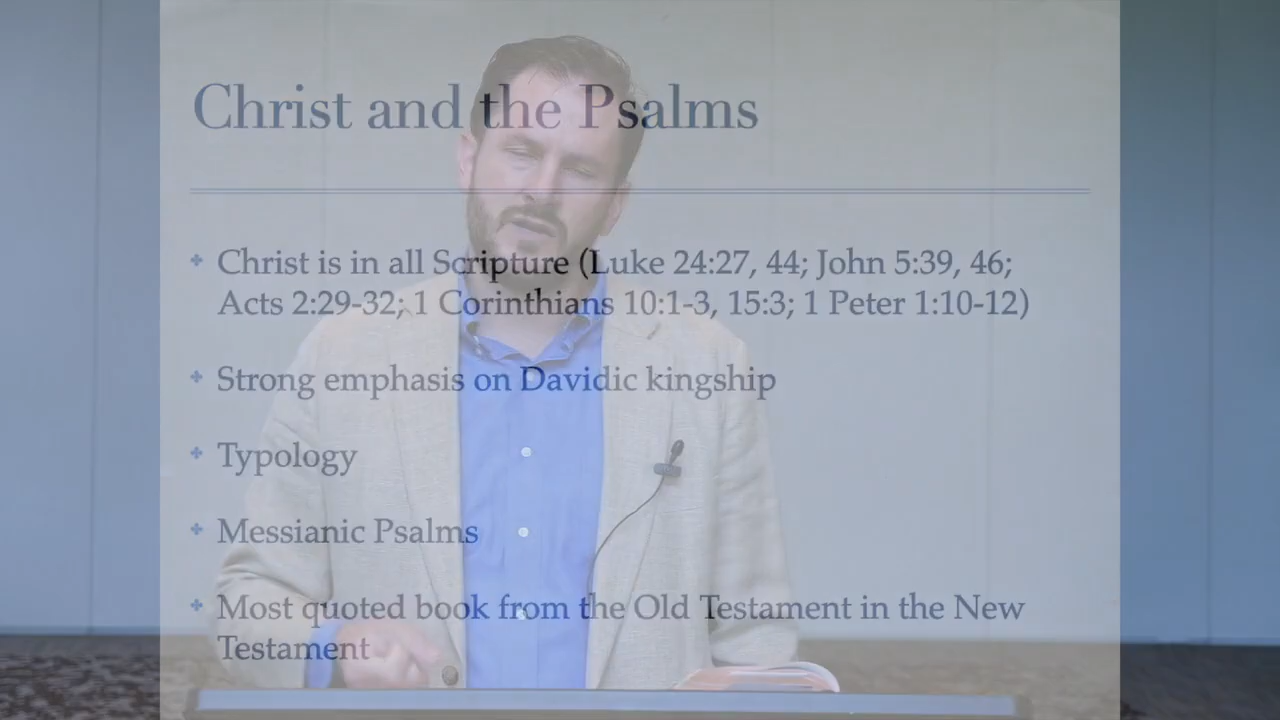 Christ and the Psalms
Christ is in all Scripture (Luke 24:27, 44; John 5:39, 46;
Acts 2:29-32; 1 Corinthians 10:1-3, 15:3; 1 Peter 1:10-12)
Strong emphasis on Davidic kingship
Typology
Messianic Psalms
Most quoted book from the Old Testament in the New
Testament